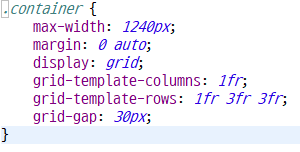 .container {
max-width: 1240px;
margin: 0 auto;
display: grid;
grid-template-columns: 1fr;
grid-template-rows: 1fr 3fr 3fr;
grid-gap: 30px;
}